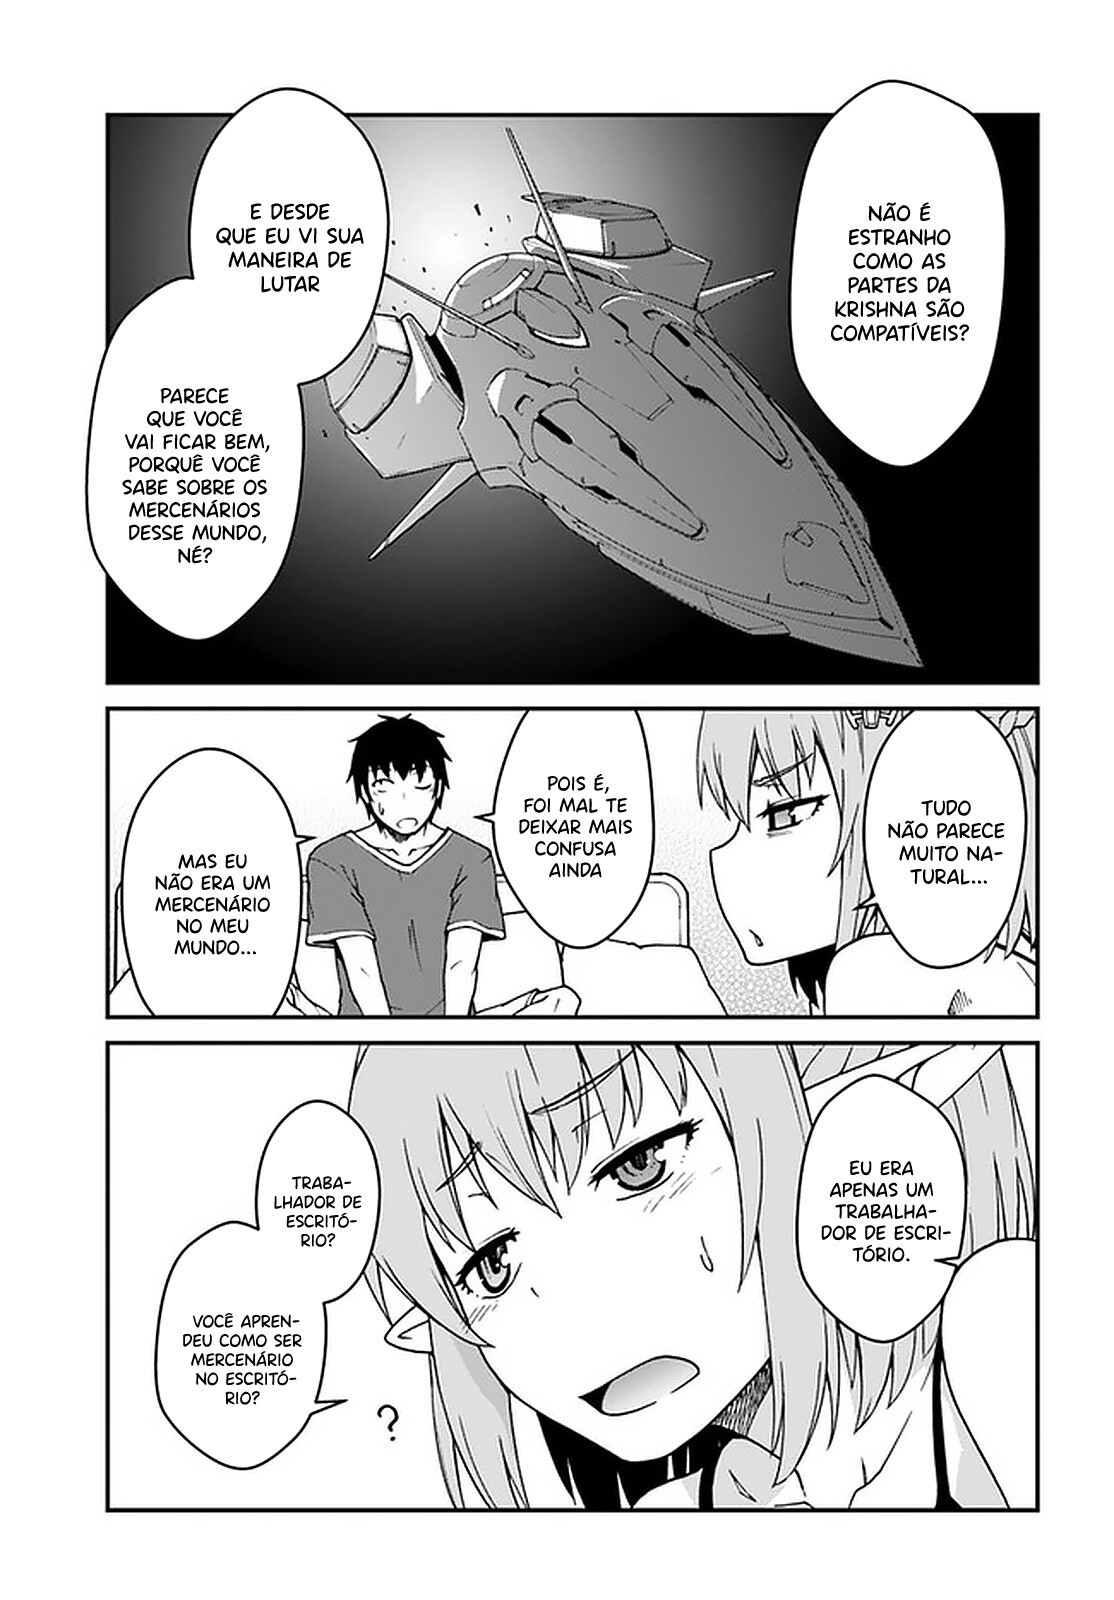 NÃO É
ESTRANHO
COMO AS
PARTES DA
KRISHNA SÃO
COMPATÍVEIS?
E DESDE
QUE EU VI SUA
MANEIRA DE
LUTAR
PARECE
QUE VOCÊ
VAI FICAR BEM,
PORQUÊ VOCÊ
SABE SOBRE OS
MERCENÁRIOS
DESSE MUNDO,
NÉ?
TUDO
NÃO PARECE
MUITO NA-
TURAL...
POIS É,
FOI MAL TE
DEIXAR MAIS
CONFUSA
AINDA
MAS EU
NÃO ERA UM
MERCENÁRIO
NO MEU
MUNDO...
EU ERA
APENAS UM
TRABALHA-
DOR DE ESCRI-
TÓRIO.
TRABA-
LHADOR DE
ESCRITÓ-
RIO?
VOCÊ APREN-
DEU COMO SER
MERCENÁRIO
NO ESCRITÓ-
RIO?
?